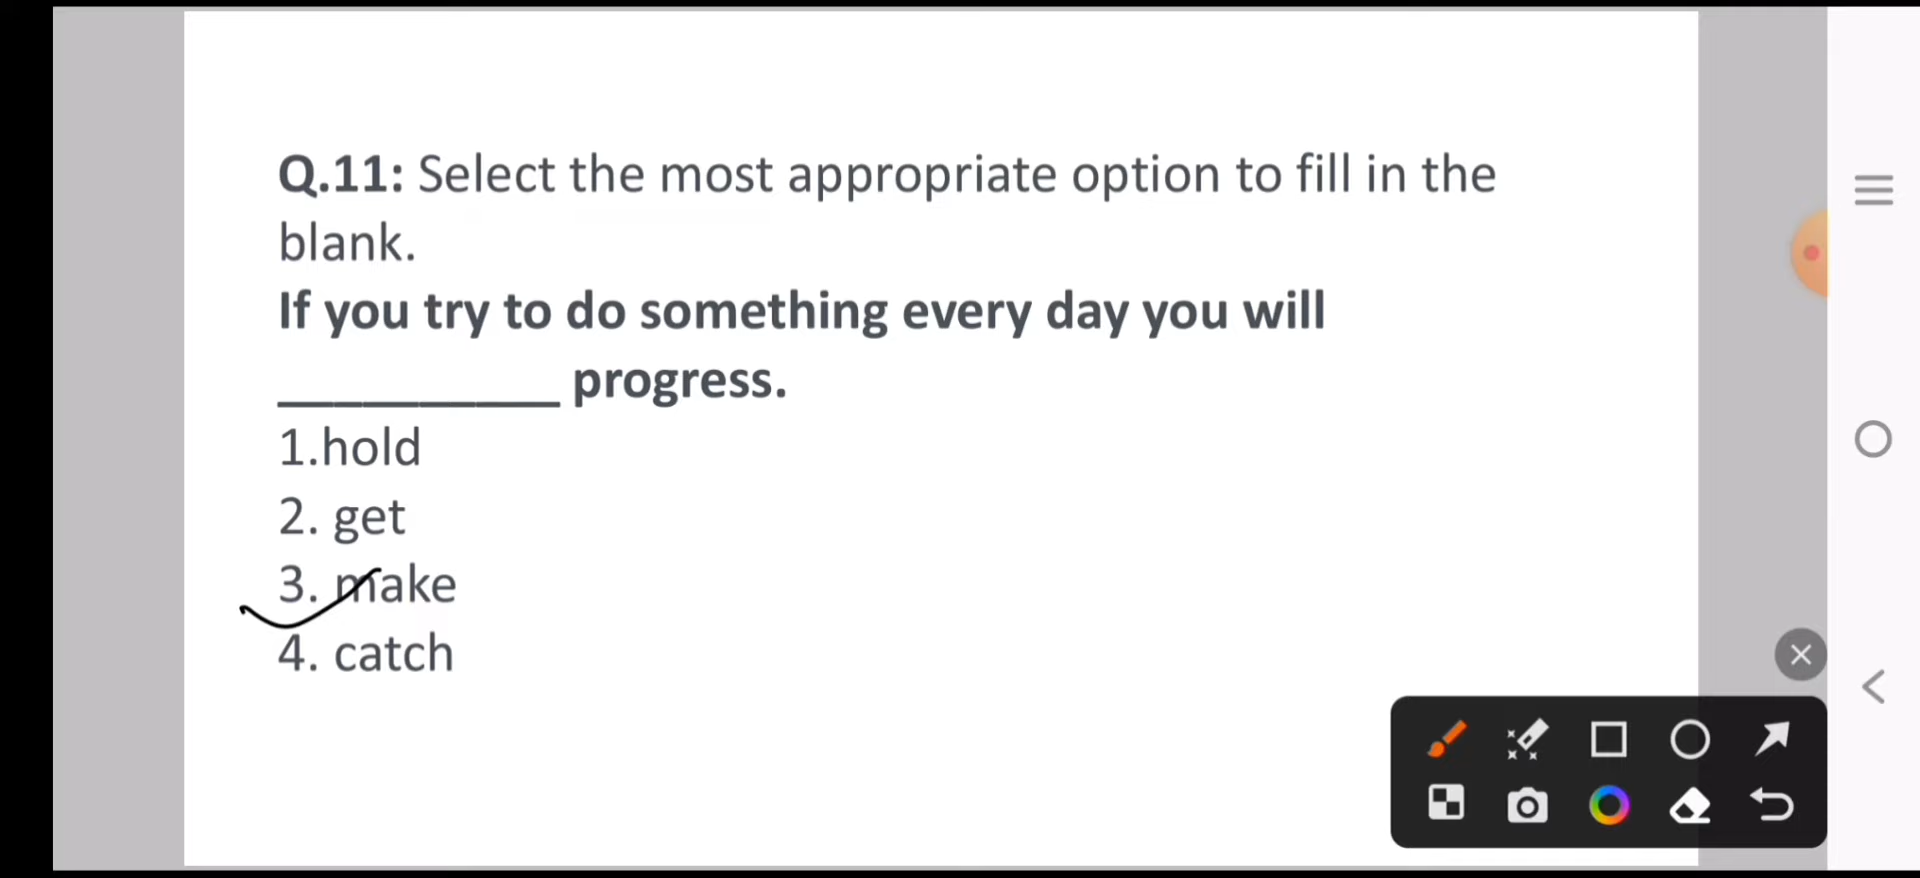 Q.11: Select the most appropriate option to fill in the
blank.
If you try to do something every day you will
__________ progress.
1.hold
2. get
3. make
4. catch